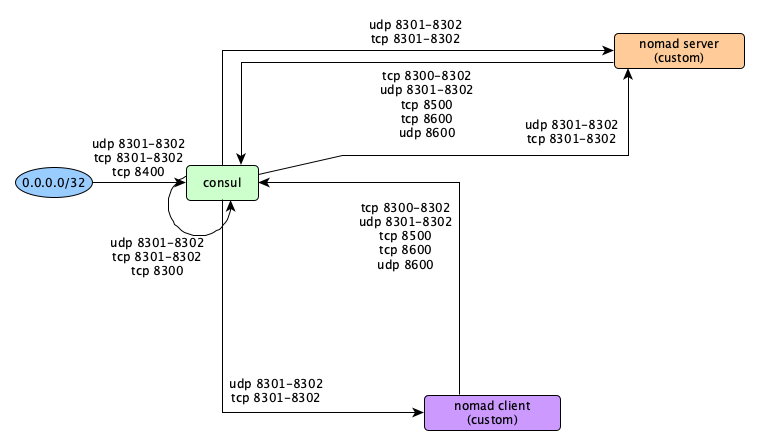 udp 8301-8302
tcp 8301-8302
nomad server
(custom)
tcp 8300-8302
udp 8301-8302
tcp 8500
tcp 8600
udp 8600
udp 8301-8302
tcp 8301-8302
udp 8301-8302
tcp 8301-8302
tcp 8400
0.0.0.0/32
consul
tcp 8300-8302
udp 8301-8302
tcp 8500
tcp 8600
udp 8600
udp 8301-8302
tcp 8301-8302
tcp 8300
udp 8301-8302
tcp 8301-8302
nomad client
(custom)